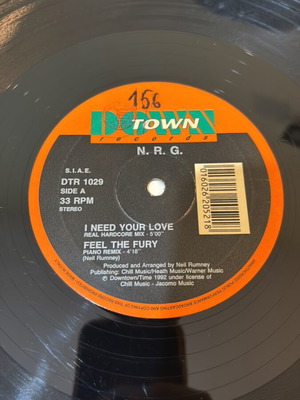 156
DOWN
TOWN
records
N. R. G.
S.I.A.E.
DTR 1029
SIDE A
33 RPM
STEREO
I NEED YOUR LOVE
REAL HARDCORE MIX - 5'00"
FEEL THE FURY
PIANO REMIX - 4'18"
(Neil Rumney)
Produced and Arranged by Neil Rumney
Publishing: Chill Music/Heath Music/Warner Music
℗ Downtown/Time 1992 under license of
Chill Music - Jacomo Music